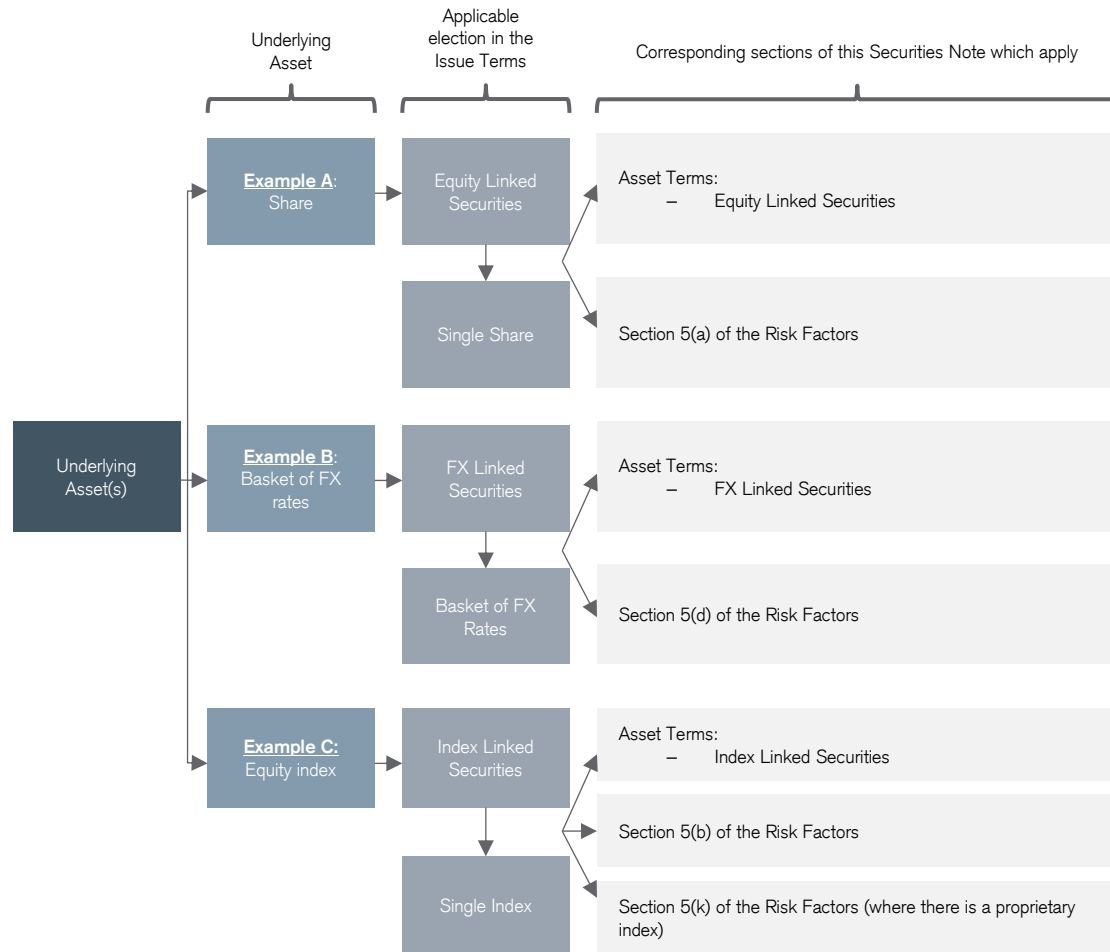 Underlying
Asset
Applicable
election in the
Issue Terms
Corresponding sections of this Securities Note which apply
Underlying
Asset(s)
Example A:
Share
Equity Linked
Securities
Single Share
Asset Terms:
– Equity Linked Securities
Section 5(a) of the Risk Factors
Example B:
Basket of FX
rates
FX Linked
Securities
Basket of FX
Rates
Asset Terms:
– FX Linked Securities
Section 5(d) of the Risk Factors
Example C:
Equity index
Index Linked
Securities
Single Index
Asset Terms:
– Index Linked Securities
Section 5(b) of the Risk Factors
Section 5(k) of the Risk Factors (where there is a proprietary
index)